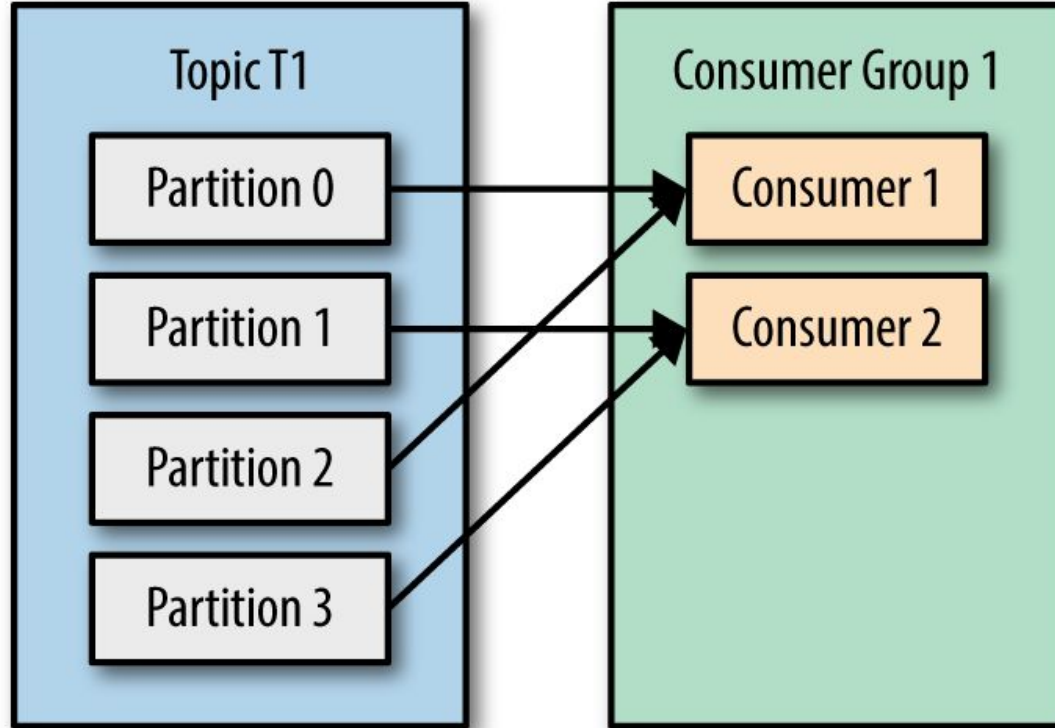 Topic T1
Partition 0
Partition 1
Partition 2
Partition 3
Consumer Group 1
Consumer 1
Consumer 2